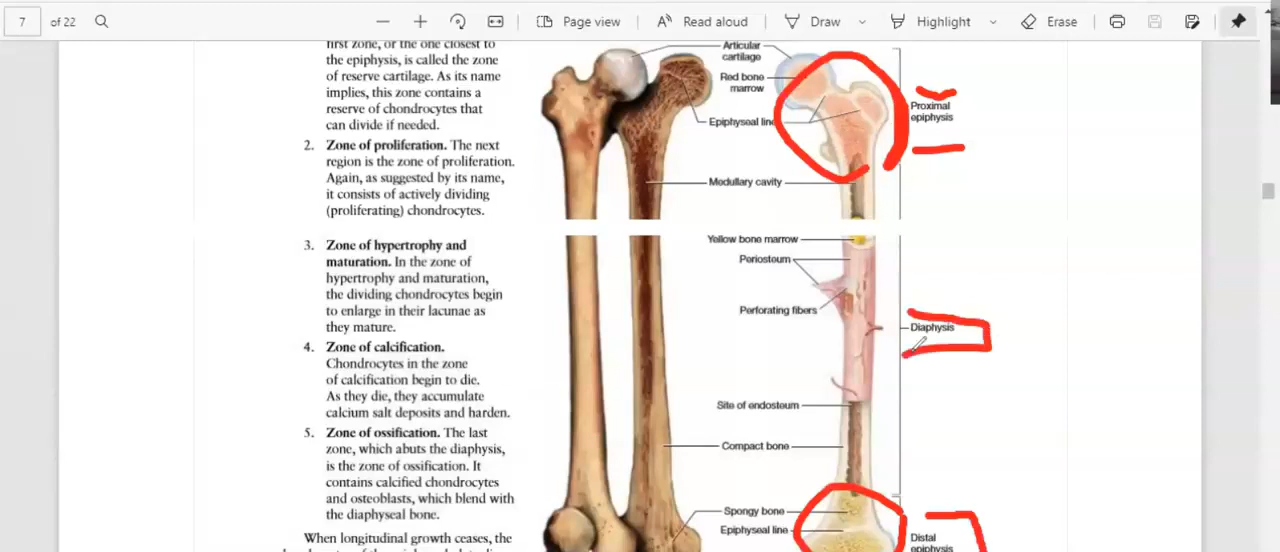 7 of 22 Page view Read aloud Draw Highlight Erase
first zone, or the one closest to
the epiphysis, is called the zone
of reserve cartilage. As its name
implies, this zone contains a
reserve of chondrocytes that
can divide if needed.
2. Zone of proliferation. The next
region is the zone of proliferation.
Again, as suggested by its name,
it consists of actively dividing
(proliferating) chondrocytes.
3. Zone of hypertrophy and
maturation. In the zone of
hypertrophy and maturation,
the dividing chondrocytes begin
to enlarge in their lacunae as
they mature.
4. Zone of calcification.
Chondrocytes in the zone
of calcification begin to die.
As they die, they accumulate
calcium salt deposits and harden.
5. Zone of ossification. The last
zone, which abuts the diaphysis,
is the zone of ossification. It
contains calcified chondrocytes
and osteoblasts, which blend with
the diaphyseal bone.
When longitudinal growth ceases, the
Articular
cartilage
Red bone
marrow
Epiphyseal line
Medullary cavity
Yellow bone marrow
Periosteum
Perforating fibers
Site of endosteum
Compact bone
Spongy bone
Epiphyseal line
Proximal
epiphysis
Diaphysis
Distal
epiphysis